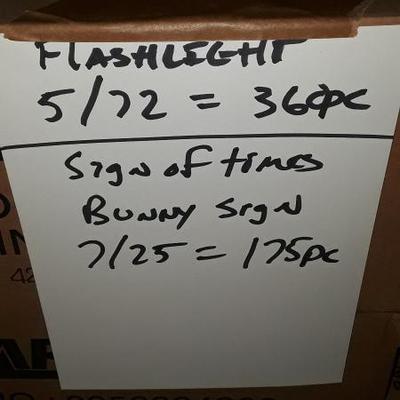 FLASHLIGHT
5/72 = 360pc
Sign of times
Bunny Sign
7/25 = 175pc